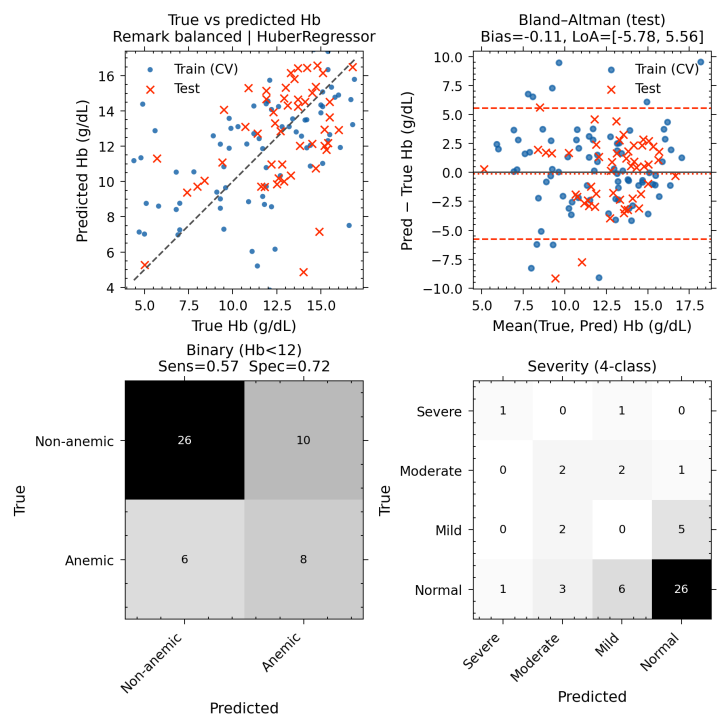 True vs predicted Hb
Remark balanced | HuberRegressor
Train (CV)
Test
Predicted Hb (g/dL)
16
14
12
10
8
6
4
5.0 7.5 10.0 12.5 15.0
True Hb (g/dL)
Bland–Altman (test)
Bias=-0.11, LoA=[-5.78, 5.56]
Train (CV)
Test
Pred − True Hb (g/dL)
10.0
7.5
5.0
2.5
0.0
−2.5
−5.0
−7.5
−10.0
5.0 7.5 10.0 12.5 15.0 17.5
Mean(True, Pred) Hb (g/dL)
Binary (Hb<12)
Sens=0.57 Spec=0.72
True
Non-anemic 26 10
Anemic 6 8
Non-anemic Anemic
Predicted
Severity (4-class)
True
Severe 1 0 1 0
Moderate 0 2 2 1
Mild 0 2 0 5
Normal 1 3 6 26
Severe Moderate Mild Normal
Predicted